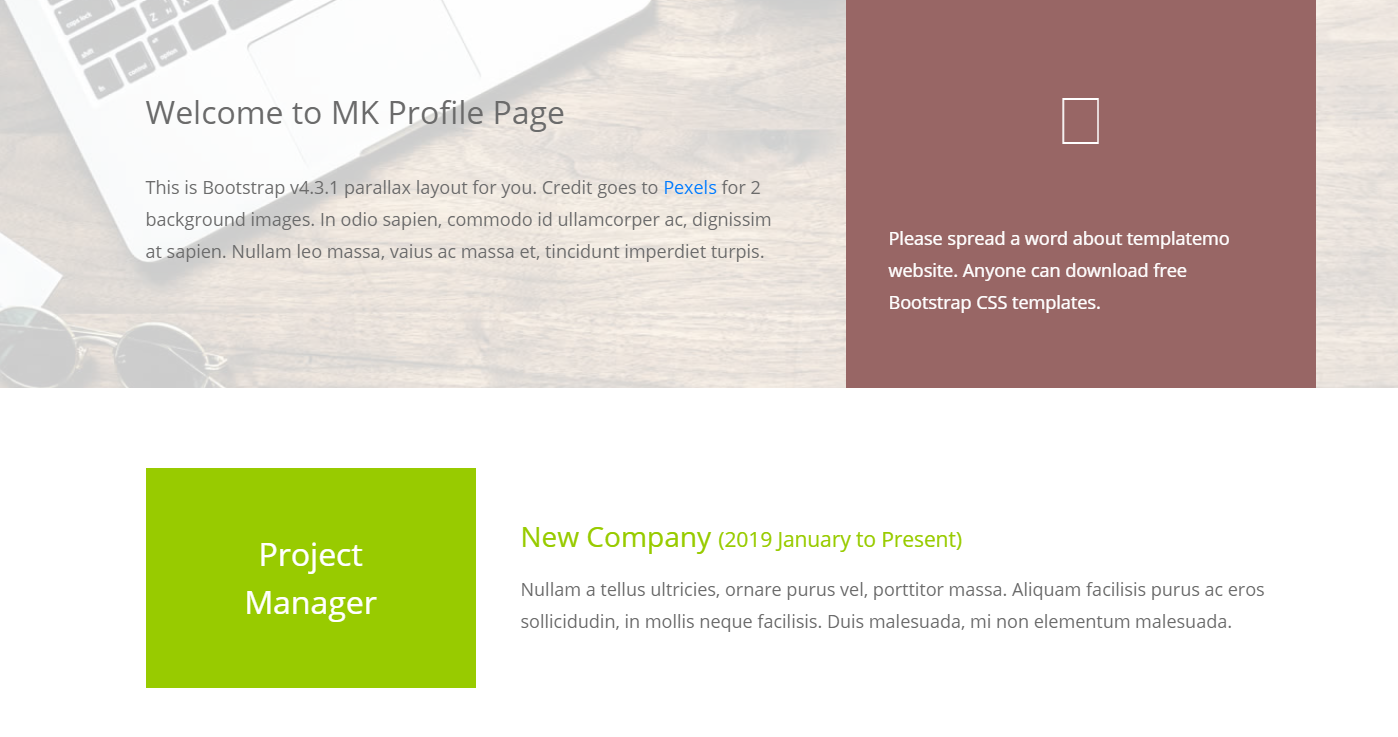 Welcome to MK Profile Page
This is Bootstrap v4.3.1 parallax layout for you. Credit goes to Pexels for 2
background images. In odio sapien, commodo id ullamcorper ac, dignissim
at sapien. Nullam leo massa, vaius ac massa et, tincidunt imperdiet turpis.
Please spread a word about templatemo
website. Anyone can download free
Bootstrap CSS templates.
Project
Manager
New Company (2019 January to Present)
Nullam a tellus ultricies, ornare purus vel, porttitor massa. Aliquam facilisis purus ac eros
sollicidudin, in mollis neque facilisis. Duis malesuada, mi non elementum malesuada.